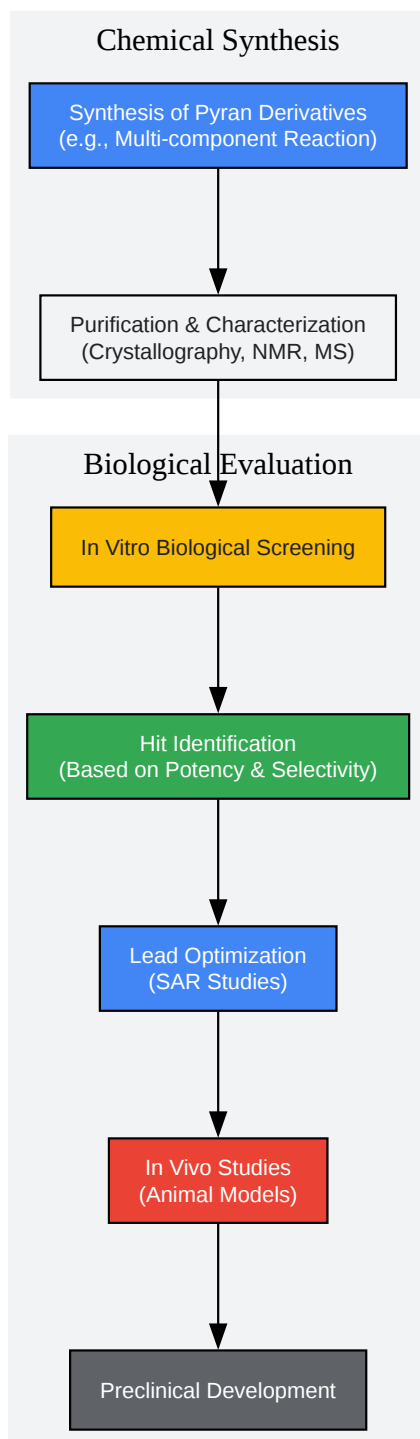 Chemical Synthesis
Synthesis of Pyran Derivatives
(e.g., Multi-component Reaction)
Purification & Characterization
(Crystallography, NMR, MS)
Biological Evaluation
In Vitro Biological Screening
Hit Identification
(Based on Potency & Selectivity)
Lead Optimization
(SAR Studies)
In Vivo Studies
(Animal Models)
Preclinical Development